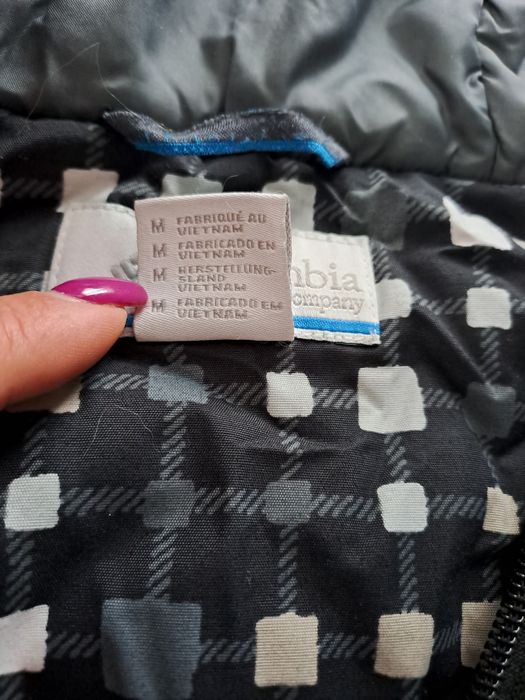 M FABRIQUÉ AU
VIETNAM
M FABRICADO EN
VIETNAM
M HERSTELLUNG-
SLAND
VIETNAM
M FABRICADO EM
VIETNAM
mbia
company